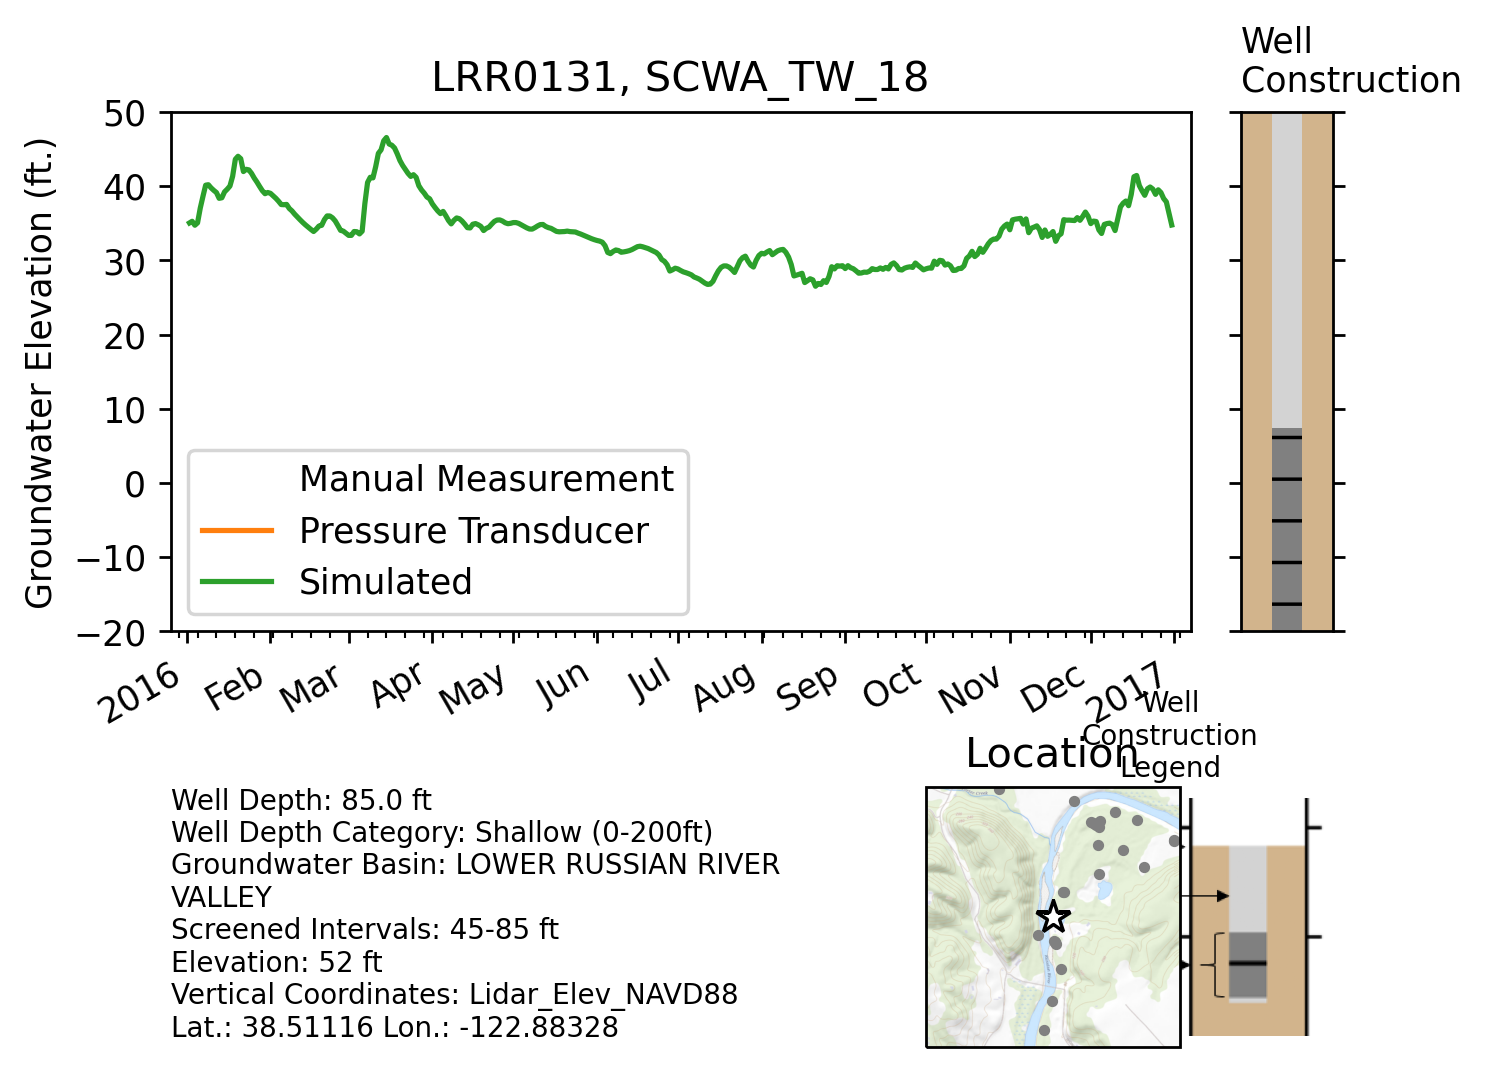 Well
Construction
LRR0131, SCWA_TW_18
Groundwater Elevation (ft.)
50
40
30
20
10
0
−10
−20
Manual Measurement
Pressure Transducer
Simulated
2016
Feb
Mar
Apr
May
Jun
Jul
Aug
Sep
Oct
Nov
Dec
2017
Well
Construction
Legend
Location
Well Depth: 85.0 ft
Well Depth Category: Shallow (0-200ft)
Groundwater Basin: LOWER RUSSIAN RIVER
VALLEY
Screened Intervals: 45-85 ft
Elevation: 52 ft
Vertical Coordinates: Lidar_Elev_NAVD88
Lat.: 38.51116 Lon.: -122.88328